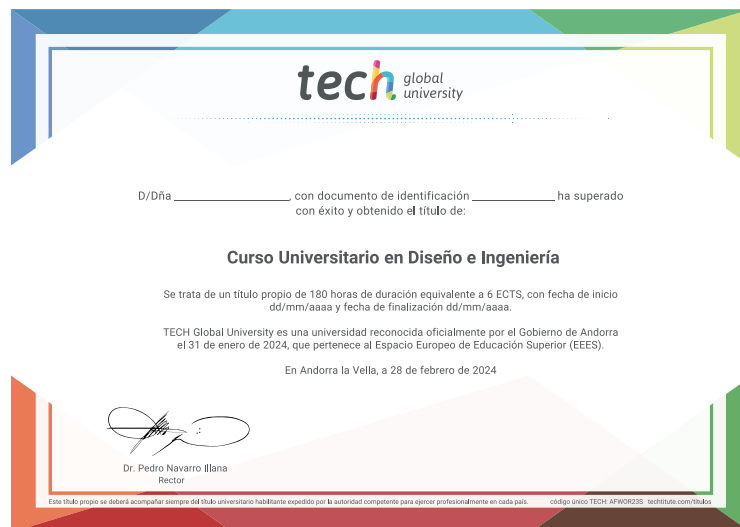 tech global
university
D/Dña ____________________, con documento de identificación ______________ ha superado
con éxito y obtenido el título de:
Curso Universitario en Diseño e Ingeniería
Se trata de un título propio de 180 horas de duración equivalente a 6 ECTS, con fecha de inicio
dd/mm/aaaa y fecha de finalización dd/mm/aaaa.
TECH Global University es una universidad reconocida oficialmente por el Gobierno de Andorra
el 31 de enero de 2024, que pertenece al Espacio Europeo de Educación Superior (EEES).
En Andorra la Vella, a 28 de febrero de 2024
Dr. Pedro Navarro Illana
Rector
Este título propio se deberá acompañar siempre del título universitario habilitante expedido por la autoridad competente para ejercer profesionalmente en cada país. código único TECH: AFWOR23S techtitute.com/titulos